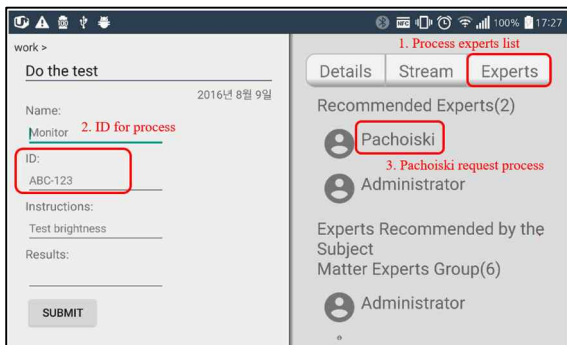 100% 17:27
work >
Do the test
2016년 8월 9일
Name:
Monitor
2. ID for process
ID:
ABC-123
Instructions:
Test brightness
Results:
SUBMIT
1. Process experts list
Details Stream Experts
Recommended Experts(2)
Pachoiski
3. Pachoiski request process
Administrator
Experts Recommended by the
Subject
Matter Experts Group(6)
Administrator